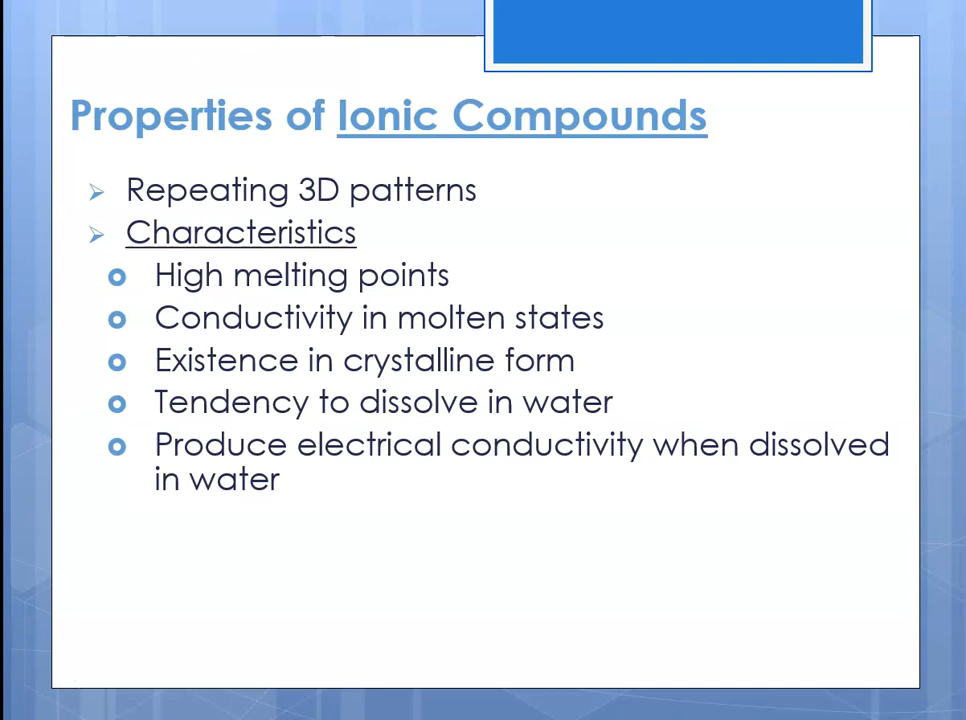 Properties of Ionic Compounds
Repeating 3D patterns
Characteristics
High melting points
Conductivity in molten states
Existence in crystalline form
Tendency to dissolve in water
Produce electrical conductivity when dissolved
in water